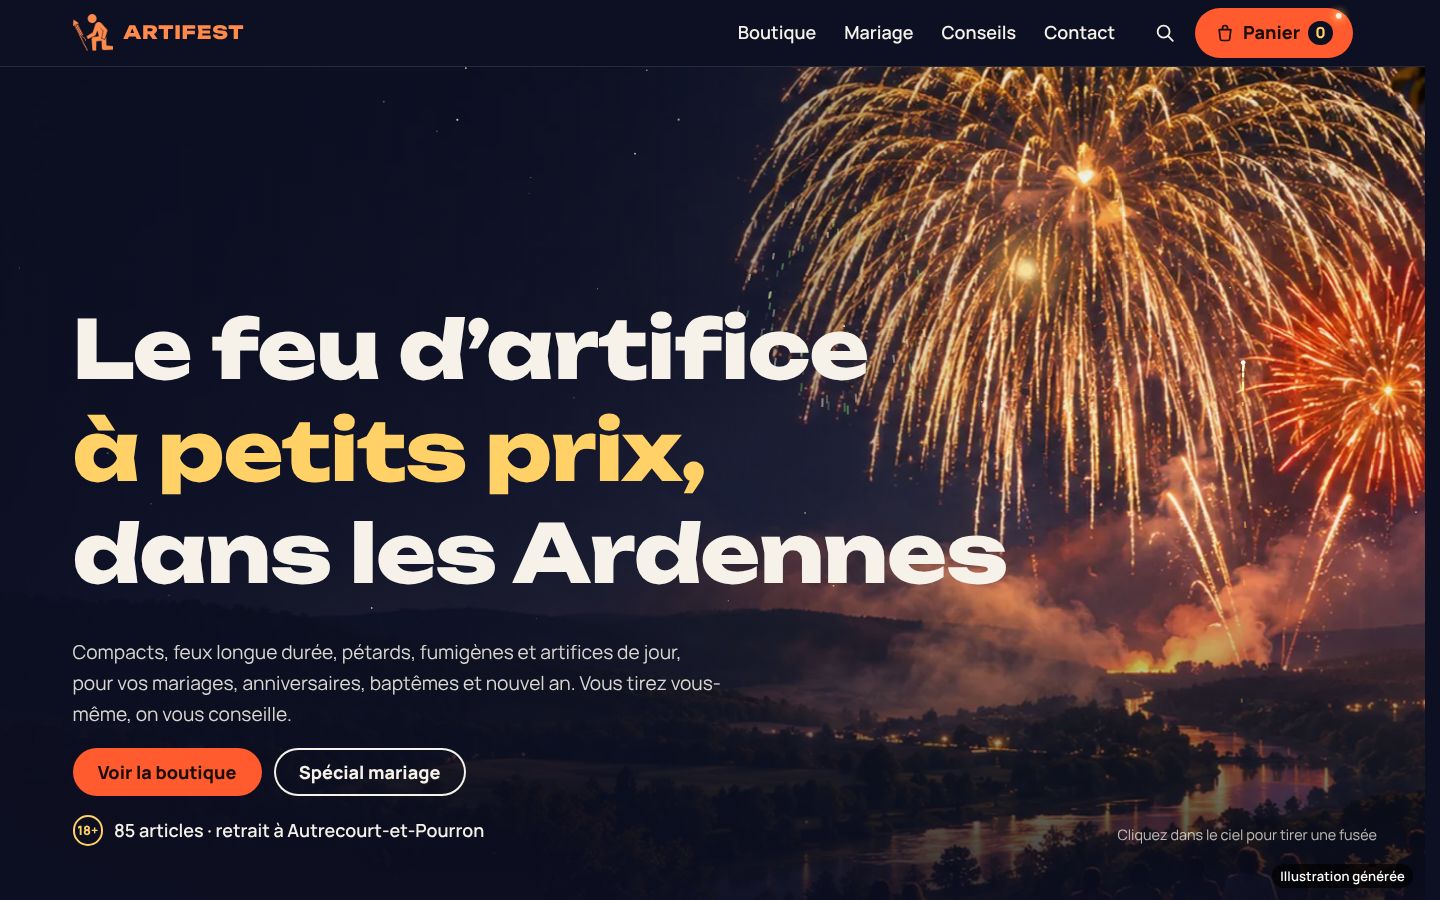 ARTIFEST
Boutique
Mariage
Conseils
Contact
Panier 0
Le feu d’artifice
à petits prix,
dans les Ardennes
Compacts, feux longue durée, pétards, fumigènes et artifices de jour,
pour vos mariages, anniversaires, baptêmes et nouvel an. Vous tirez vous-
même, on vous conseille.
Voir la boutique
Spécial mariage
18+ 85 articles · retrait à Autrecourt-et-Pourron
Cliquez dans le ciel pour tirer une fusée
Illustration générée